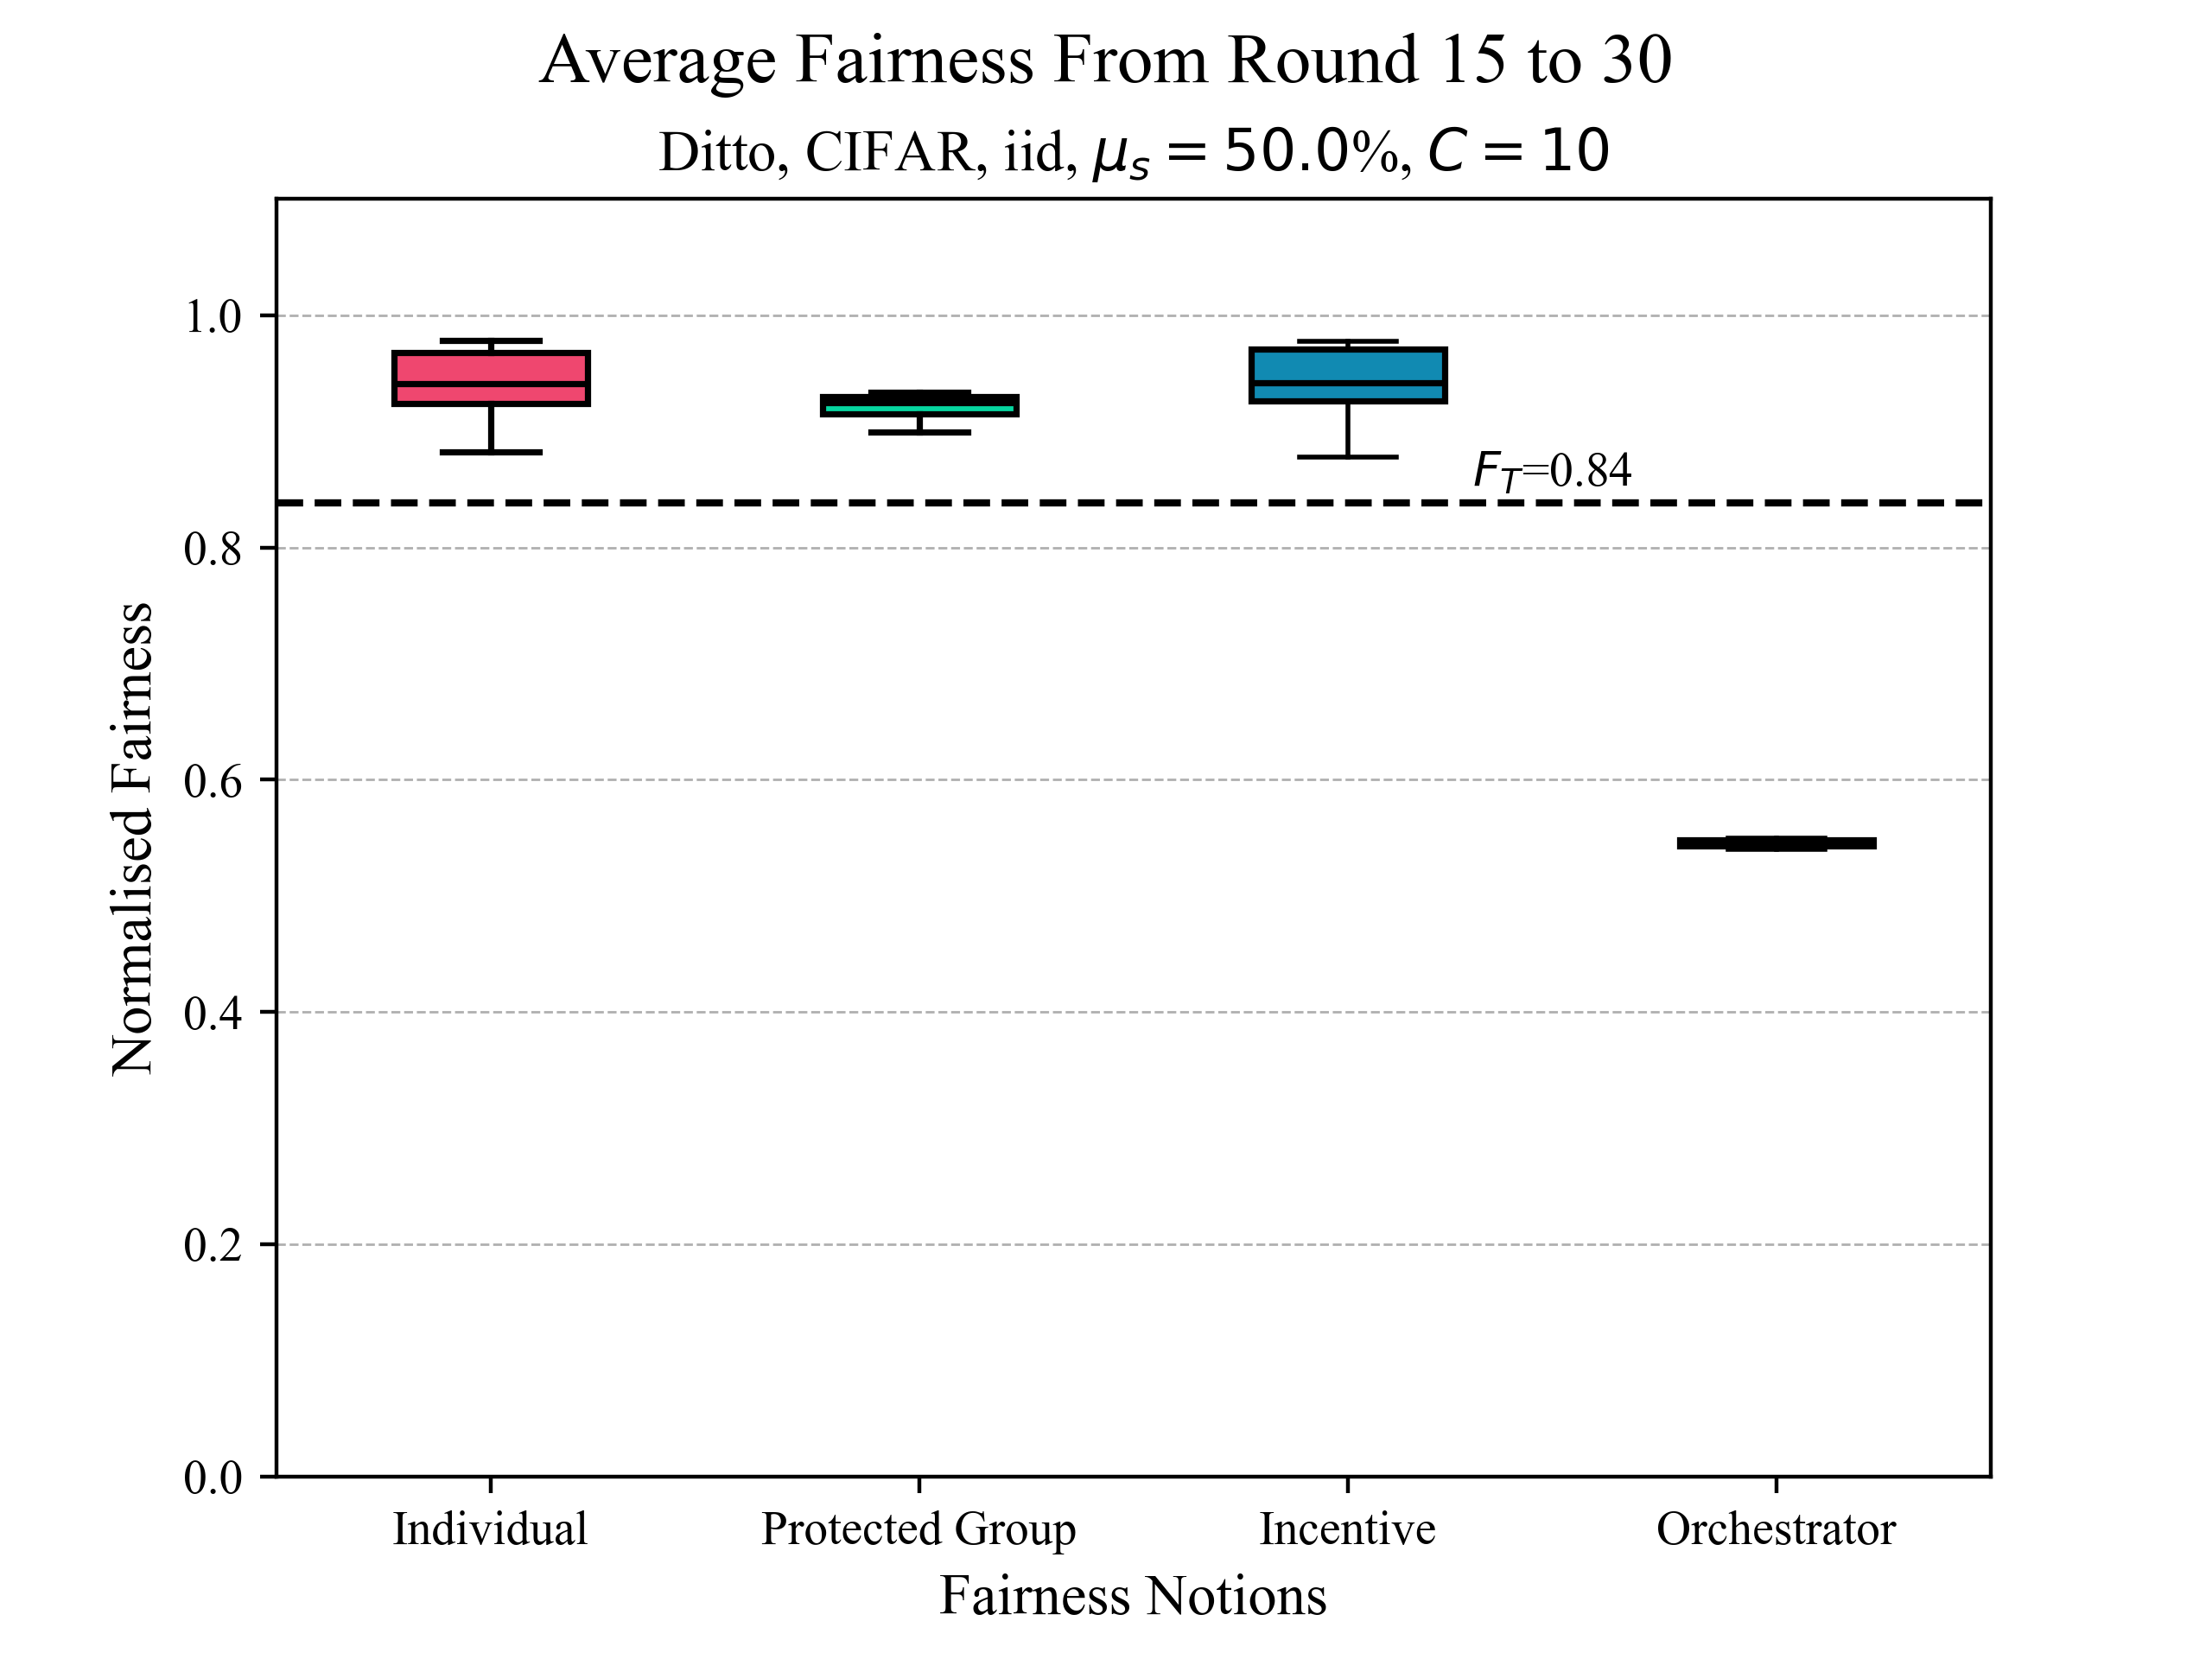 Average Fairness From Round 15 to 30
Ditto, CIFAR, iid, μₛ = 50.0%, C = 10
Normalised Fairness
1.0
0.8
0.6
0.4
0.2
0.0
F_T=0.84
Individual
Protected Group
Incentive
Orchestrator
Fairness Notions